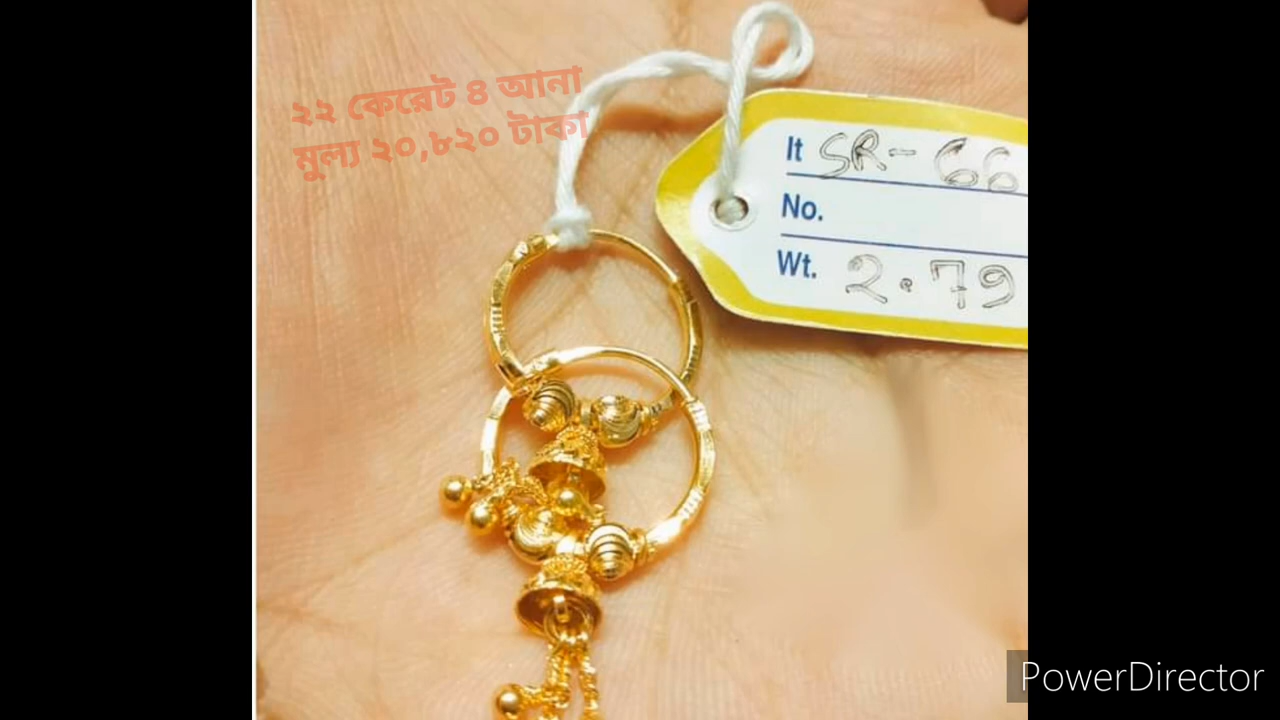 ২২ কেরেট ৪ আনা
মুল্য ২০,৮২০ টাকা
It SR-66
No.
Wt. 2.79
PowerDirector